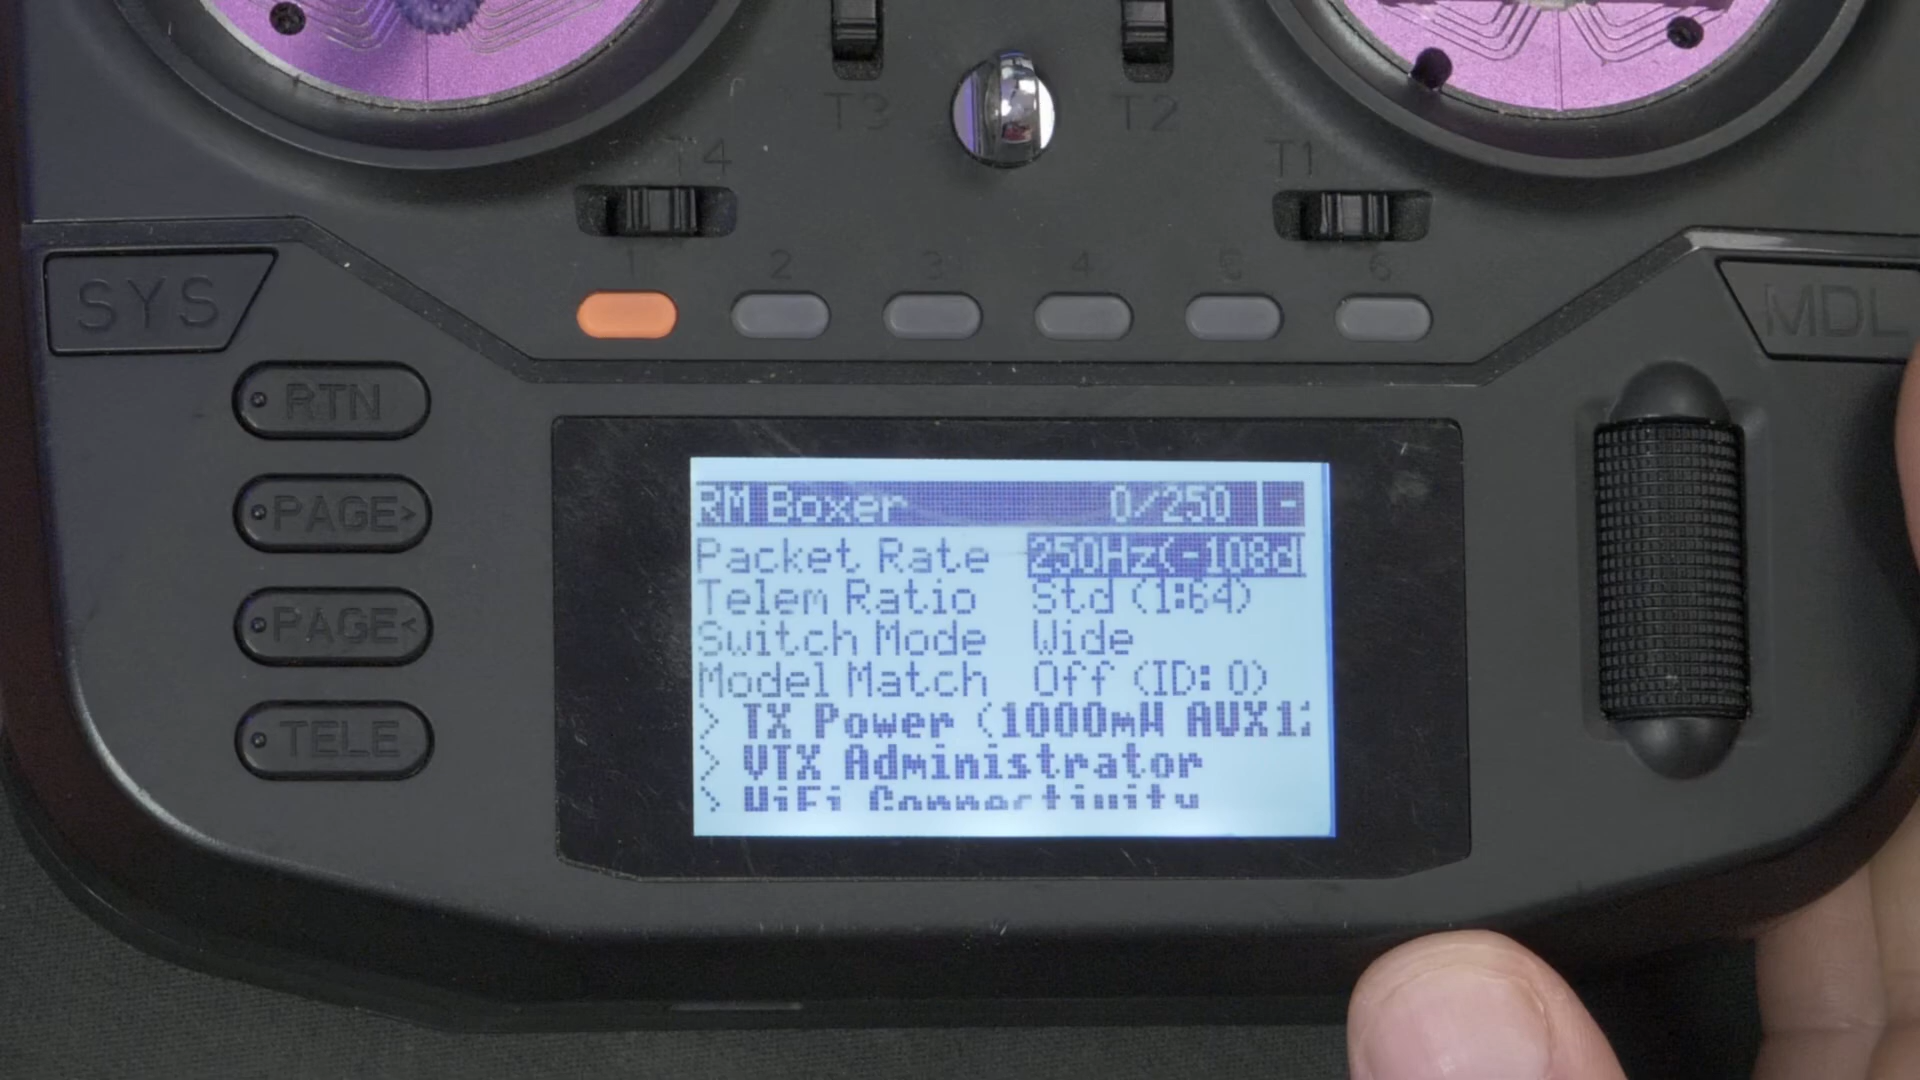 T3
T2
T4
T1
1 2 3 4 5 6
SYS
MDL
RTN
PAGE>
PAGE<
TELE
RM Boxer 0/250 -
Packet Rate 250Hz(-108d
Telem Ratio Std (1:64)
Switch Mode Wide
Model Match Off (ID: 0)
> TX Power (1000mW AUX1
> VTX Administrator
> WiFi Connectivity